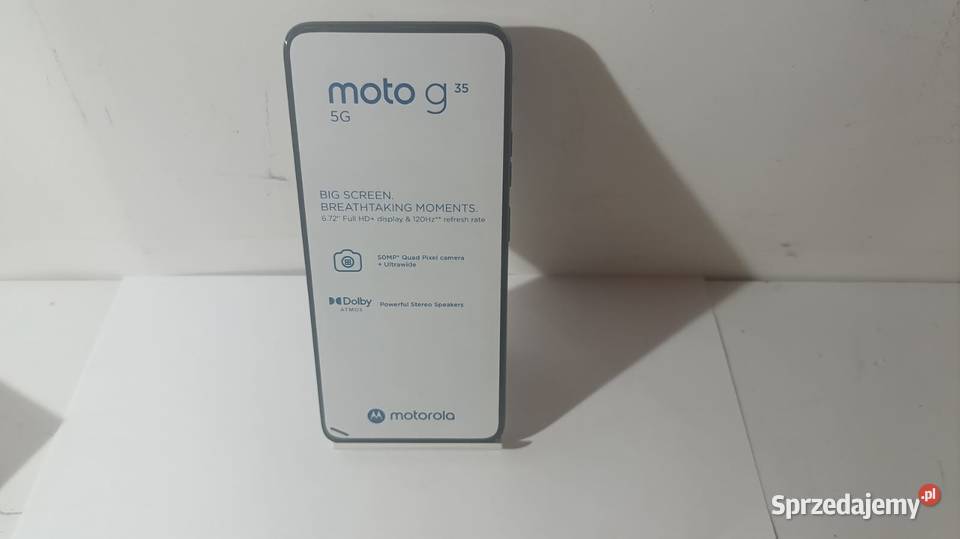 moto g 35
5G
BIG SCREEN.
BREATHTAKING MOMENTS.
6.72" Full HD+ display & 120Hz** refresh rate
50MP* Quad Pixel camera
+ Ultrawide
Dolby
ATMOS
Powerful Stereo Speakers
motorola
Sprzedajemy.pl